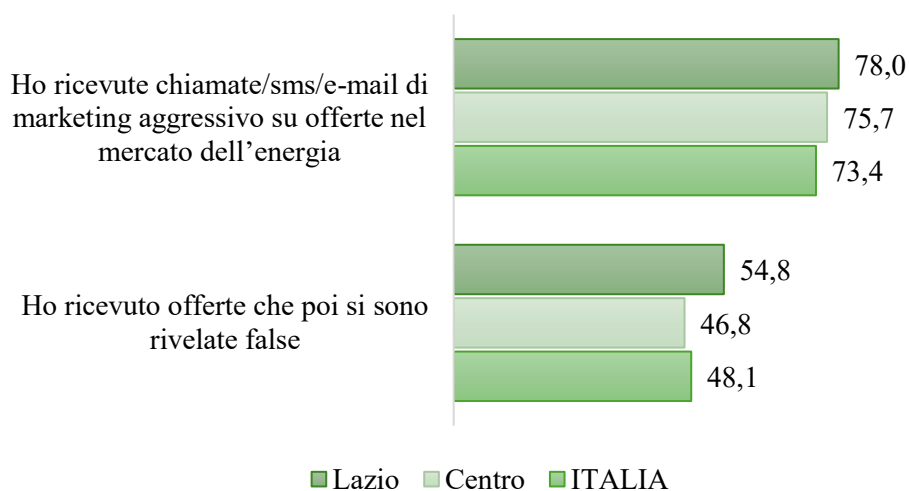 Ho ricevute chiamate/sms/e-mail di
marketing aggressivo su offerte nel
mercato dell’energia
78,0
75,7
73,4
Ho ricevuto offerte che poi si sono
rivelate false
54,8
46,8
48,1
Lazio Centro ITALIA